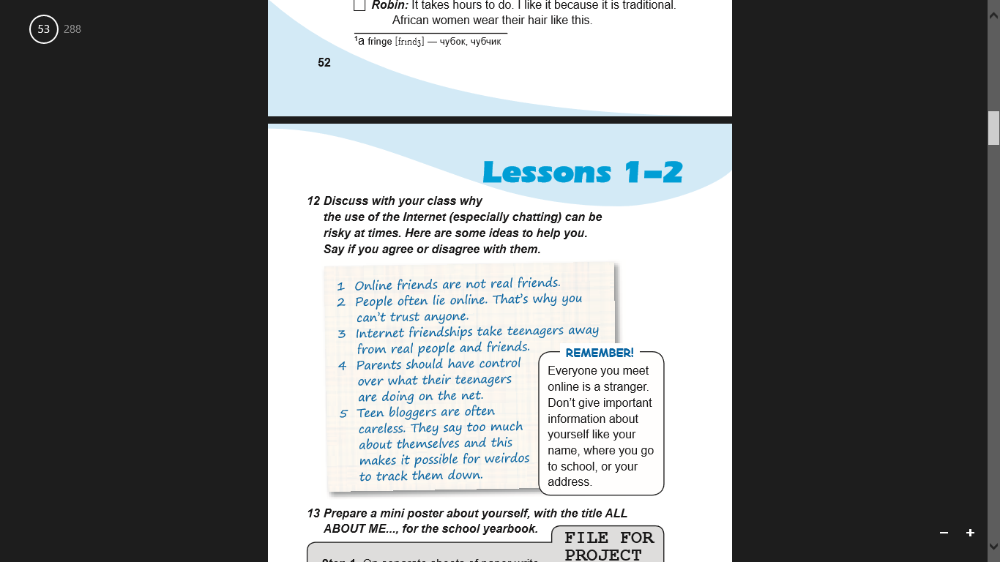 53 288
Robin: It takes hours to do. I like it because it is traditional.
African women wear their hair like this.
1a fringe [frɪndʒ] — чубок, чубчик
52
Lessons 1–2
12 Discuss with your class why
the use of the Internet (especially chatting) can be
risky at times. Here are some ideas to help you.
Say if you agree or disagree with them.
1 Online friends are not real friends.
2 People often lie online. That's why you
can't trust anyone.
3 Internet friendships take teenagers away
from real people and friends.
4 Parents should have control
over what their teenagers
are doing on the net.
5 Teen bloggers are often
careless. They say too much
about themselves and this
makes it possible for weirdos
to track them down.
REMEMBER!
Everyone you meet
online is a stranger.
Don't give important
information about
yourself like your
name, where you go
to school, or your
address.
13 Prepare a mini poster about yourself, with the title ALL
ABOUT ME..., for the school yearbook.
FILE FOR
PROJECT
Step 1. On separate sheets of paper write